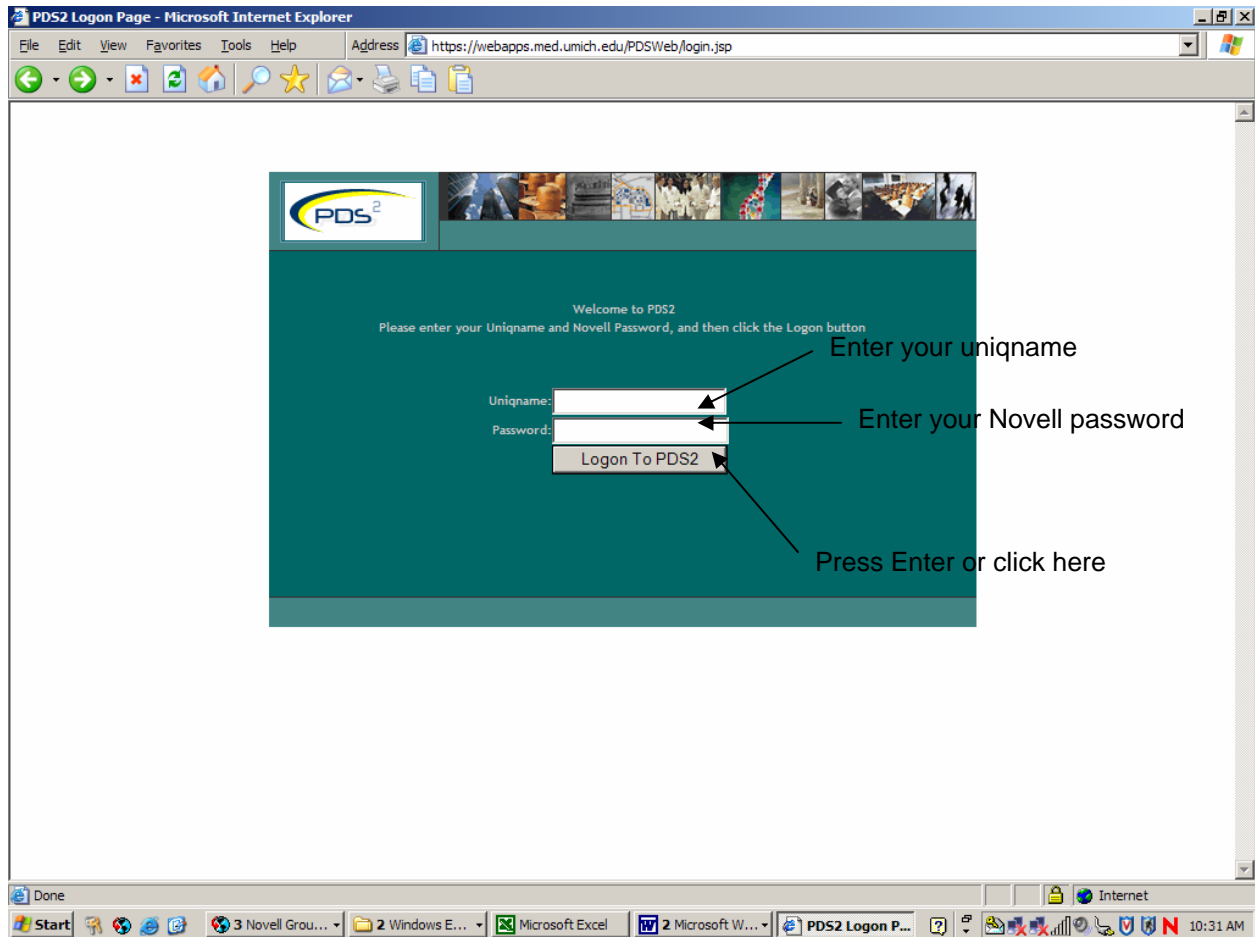 PDS2 Logon Page - Microsoft Internet Explorer
File Edit View Favorites Tools Help Address https://webapps.med.umich.edu/PDSWeb/login.jsp
PDS2
Welcome to PDS2
Please enter your Uniqname and Novell Password, and then click the Logon button
Enter your uniqname
Uniqname:
Enter your Novell password
Password:
Logon To PDS2
Press Enter or click here
Done Internet
Start 3 Novell Grou... 2 Windows E... Microsoft Excel 2 Microsoft W... PDS2 Logon P... 10:31 AM